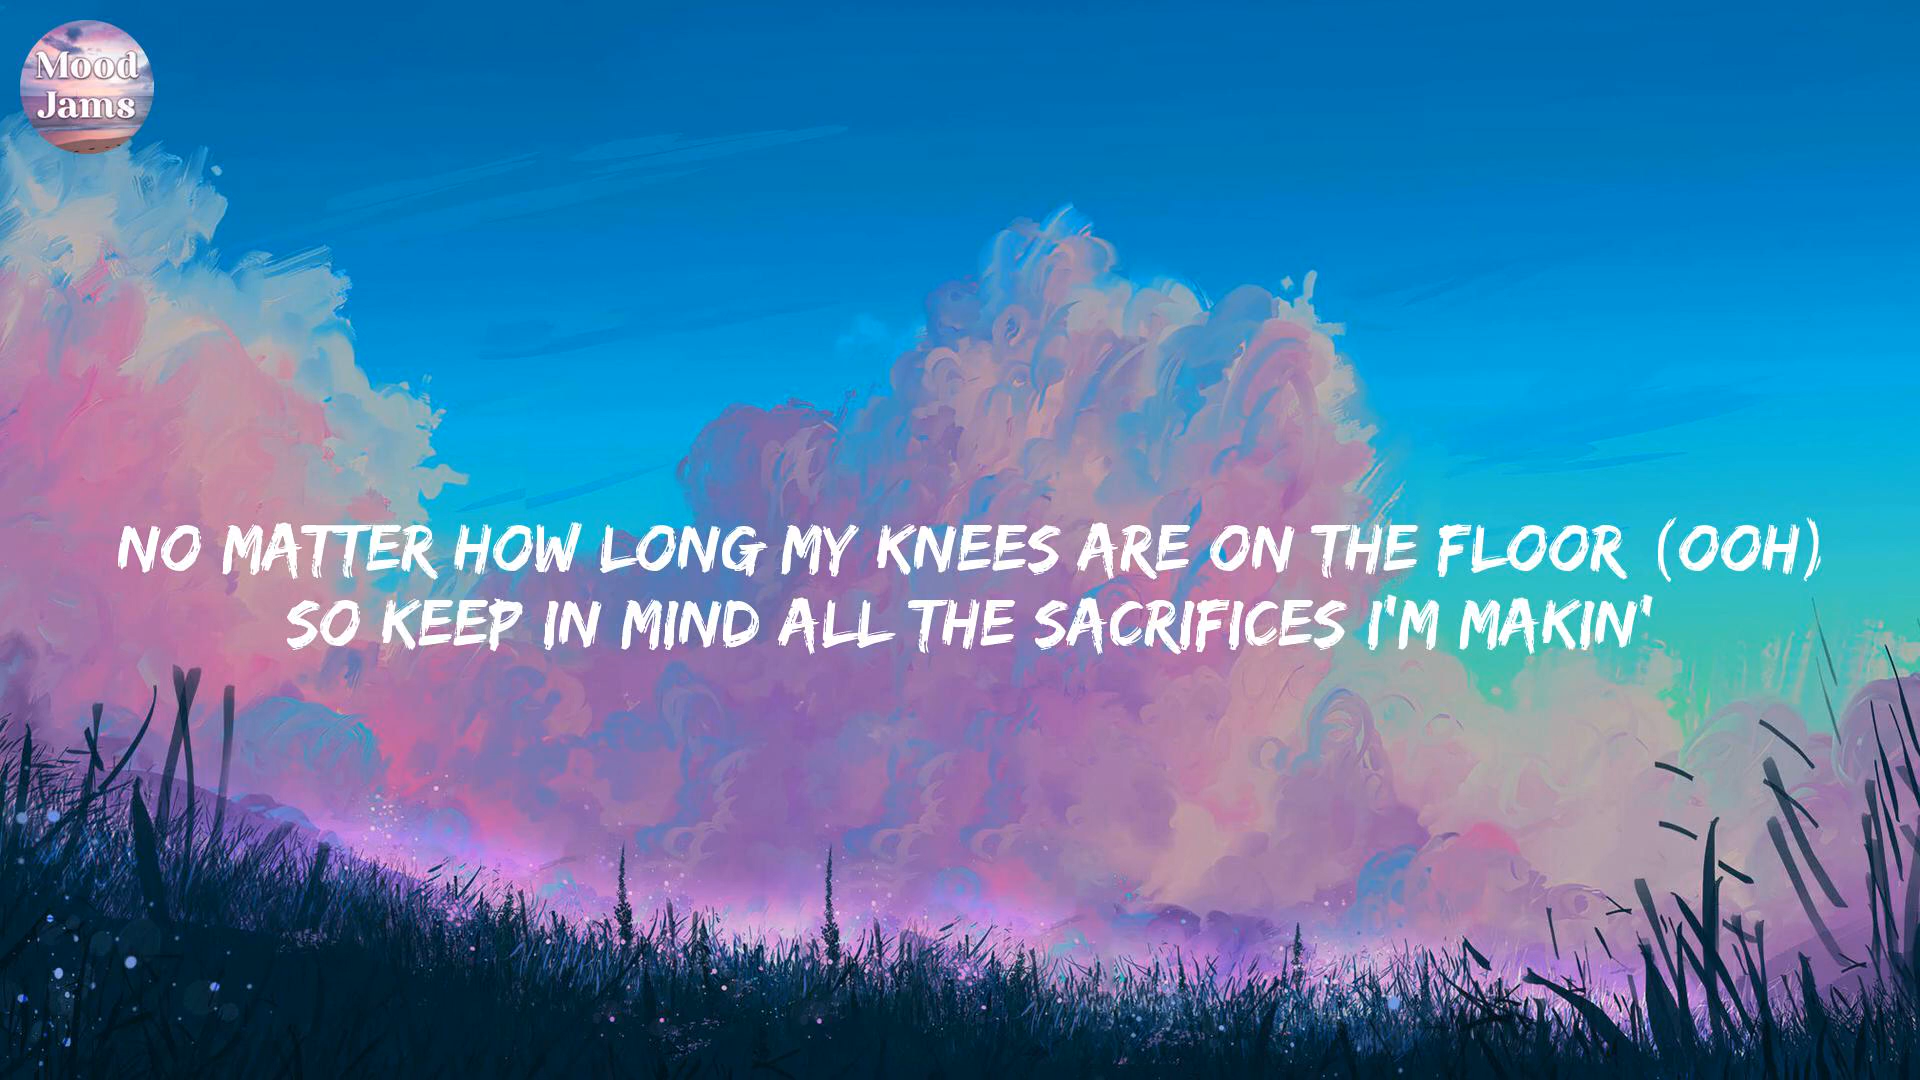 Mood
Jams
NO MATTER HOW LONG MY KNEES ARE ON THE FLOOR (OOH)
SO KEEP IN MIND ALL THE SACRIFICES I'M MAKIN'